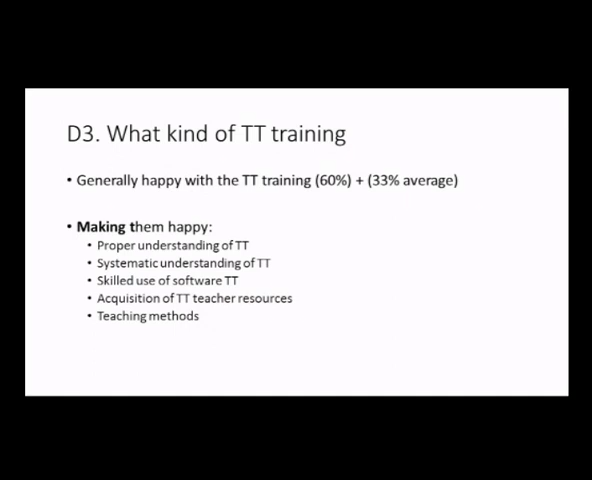 D3. What kind of TT training
• Generally happy with the TT training (60%) + (33% average)
• Making them happy:
• Proper understanding of TT
• Systematic understanding of TT
• Skilled use of software TT
• Acquisition of TT teacher resources
• Teaching methods